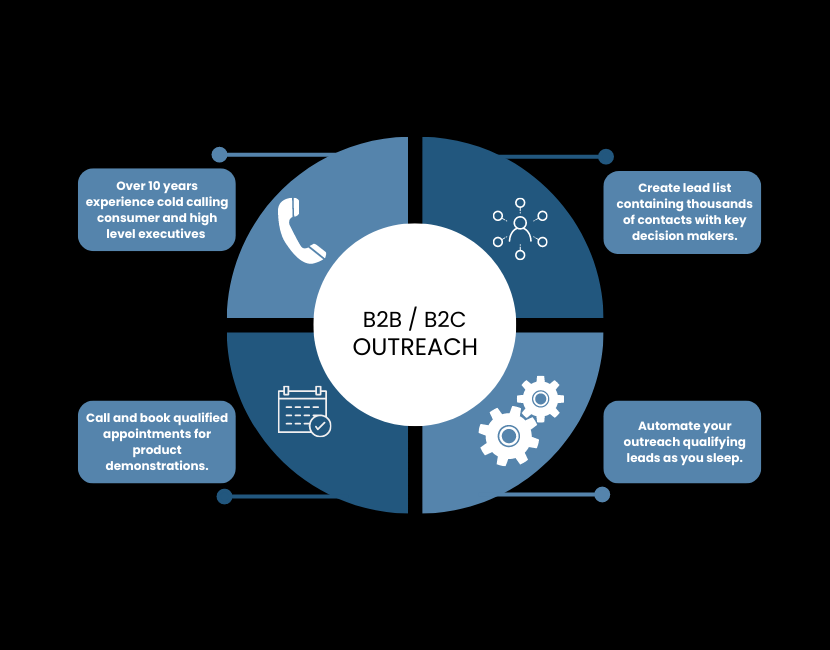 Over 10 years
experience cold calling
consumer and high
level executives
Create lead list
containing thousands
of contacts with key
decision makers.
B2B / B2C
OUTREACH
Call and book qualified
appointments for
product
demonstrations.
Automate your
outreach qualifying
leads as you sleep.